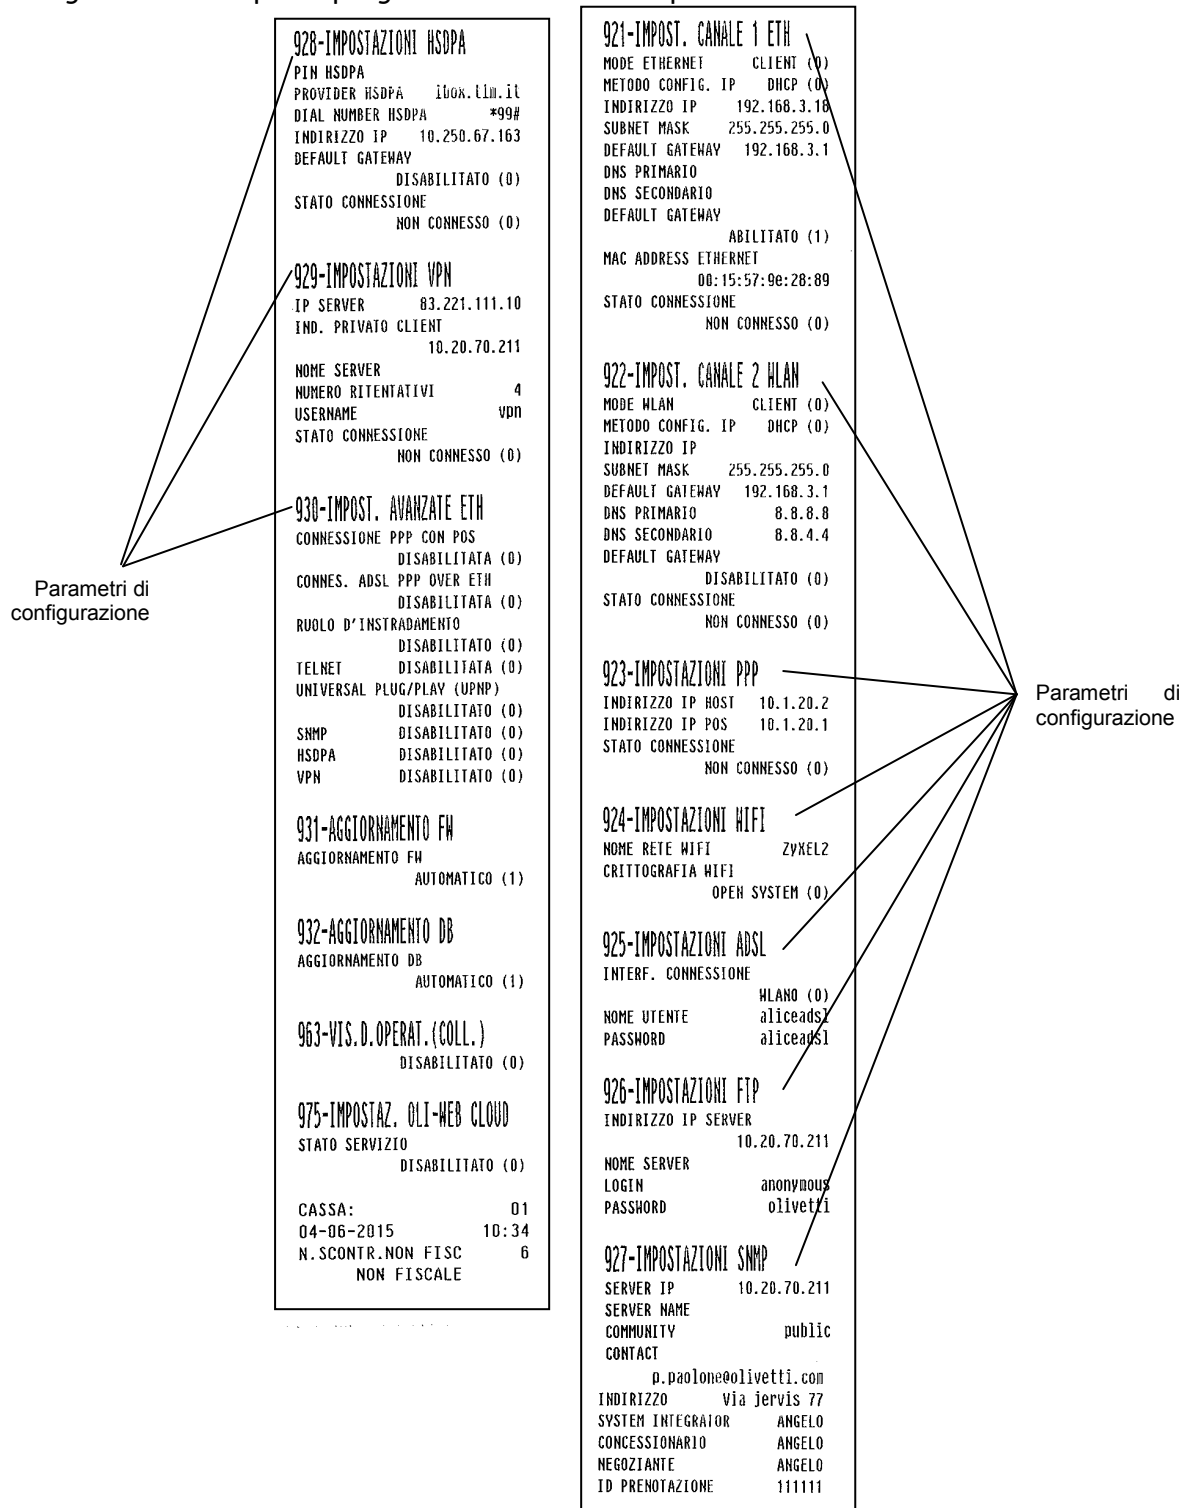 928-IMPOSTAZIONI HSDPA
PIN HSDPA
PROVIDER HSDPA ibox.tim.it
DIAL NUMBER HSDPA *99#
INDIRIZZO IP 10.250.67.163
DEFAULT GATEWAY
DISABILITATO (0)
STATO CONNESSIONE
NON CONNESSO (0)
929-IMPOSTAZIONI VPN
IP SERVER 83.221.111.10
IND. PRIVATO CLIENT
10.20.70.211
NOME SERVER
NUMERO RITENTATIVI 4
USERNAME vpn
STATO CONNESSIONE
NON CONNESSO (0)
930-IMPOST. AVANZATE ETH
CONNESSIONE PPP CON POS
DISABILITATA (0)
CONNES. ADSL PPP OVER ETH
DISABILITATA (0)
RUOLO D'INSTRADAMENTO
DISABILITATO (0)
TELNET DISABILITATA (0)
UNIVERSAL PLUG/PLAY (UPNP)
DISABILITATO (0)
SNMP DISABILITATO (0)
HSDPA DISABILITATO (0)
VPN DISABILITATO (0)
931-AGGIORNAMENTO FW
AGGIORNAMENTO FW
AUTOMATICO (1)
932-AGGIORNAMENTO DB
AGGIORNAMENTO DB
AUTOMATICO (1)
963-VIS.D.OPERAT.(COLL.)
DISABILITATO (0)
975-IMPOSTAZ. OLI-WEB CLOUD
STATO SERVIZIO
DISABILITATO (0)
CASSA: 01
04-06-2015 10:34
N.SCONTR.NON FISC 6
NON FISCALE
Parametri di
configurazione
921-IMPOST. CANALE 1 ETH
MODE ETHERNET CLIENT (0)
METODO CONFIG. IP DHCP (0)
INDIRIZZO IP 192.168.3.18
SUBNET MASK 255.255.255.0
DEFAULT GATEWAY 192.168.3.1
DNS PRIMARIO
DNS SECONDARIO
DEFAULT GATEWAY
ABILITATO (1)
MAC ADDRESS ETHERNET
00:15:57:9e:28:89
STATO CONNESSIONE
NON CONNESSO (0)
922-IMPOST. CANALE 2 WLAN
MODE WLAN CLIENT (0)
METODO CONFIG. IP DHCP (0)
INDIRIZZO IP
SUBNET MASK 255.255.255.0
DEFAULT GATEWAY 192.168.3.1
DNS PRIMARIO 8.8.8.8
DNS SECONDARIO 8.8.4.4
DEFAULT GATEWAY
DISABILITATO (0)
STATO CONNESSIONE
NON CONNESSO (0)
923-IMPOSTAZIONI PPP
INDIRIZZO IP HOST 10.1.20.2
INDIRIZZO IP POS 10.1.20.1
STATO CONNESSIONE
NON CONNESSO (0)
924-IMPOSTAZIONI WIFI
NOME RETE WIFI ZyXEL2
CRITTOGRAFIA WIFI
OPEN SYSTEM (0)
925-IMPOSTAZIONI ADSL
INTERF. CONNESSIONE
WLAN0 (0)
NOME UTENTE aliceadsl
PASSWORD aliceadsl
926-IMPOSTAZIONI FTP
INDIRIZZO IP SERVER
10.20.70.211
NOME SERVER
LOGIN anonymous
PASSWORD olivetti
927-IMPOSTAZIONI SNMP
SERVER IP 10.20.70.211
SERVER NAME
COMMUNITY public
CONTACT
p.paolone@olivetti.com
INDIRIZZO Via jervis 77
SYSTEM INTEGRATOR ANGELO
CONCESSIONARIO ANGELO
NEGOZIANTE ANGELO
ID PRENOTAZIONE 111111
Parametri di
configurazione